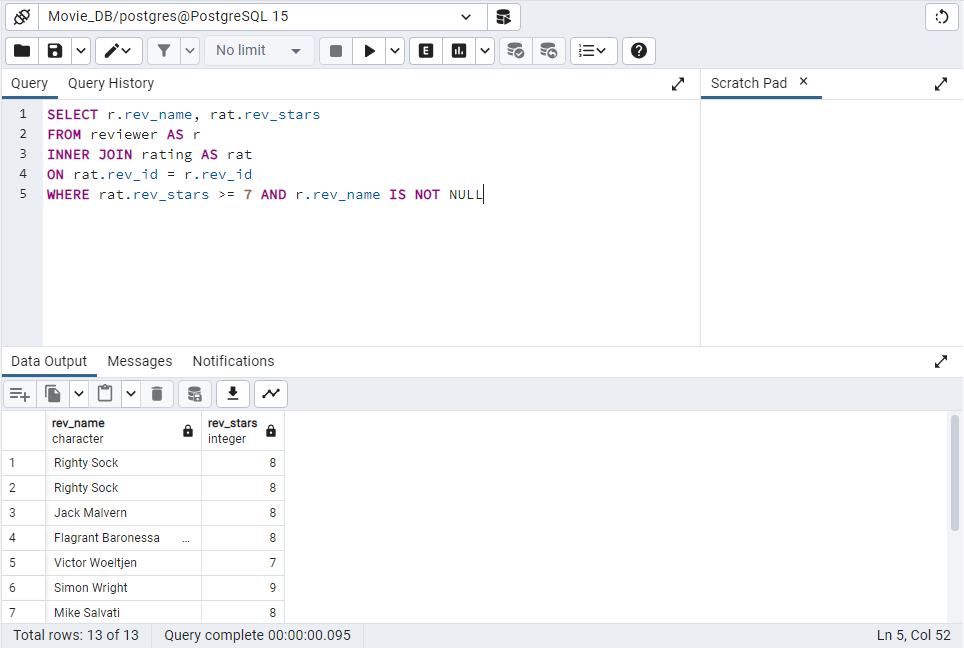 Movie_DB/postgres@PostgreSQL 15
No limit
E
Query Query History
Scratch Pad
1 SELECT r.rev_name, rat.rev_stars
2 FROM reviewer AS r
3 INNER JOIN rating AS rat
4 ON rat.rev_id = r.rev_id
5 WHERE rat.rev_stars >= 7 AND r.rev_name IS NOT NULL
Data Output Messages Notifications
rev_name rev_stars
character integer
1 Righty Sock 8
2 Righty Sock 8
3 Jack Malvern 8
4 Flagrant Baronessa ... 8
5 Victor Woeltjen 7
6 Simon Wright 9
7 Mike Salvati 8
Total rows: 13 of 13 Query complete 00:00:00.095 Ln 5, Col 52